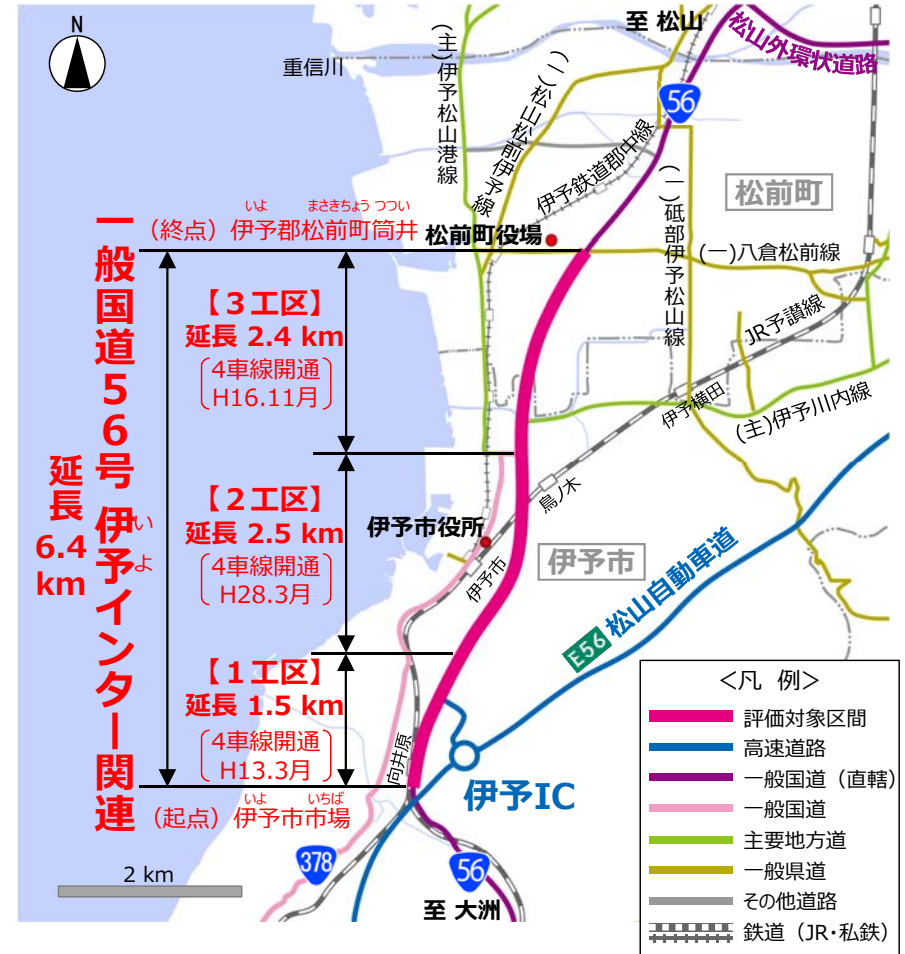 N
至 松山
松山外環状道路
重信川
(主)伊予松山港線
(一)松山松前伊予線
56
伊予鉄道郡中線
(一)砥部伊予松山線
松前町
いよ まさきちょう つつい
(終点) 伊予郡松前町筒井
松前町役場
(一)八倉松前線
一般国道56号 伊予インター関連
いよ
延長
6.4
km
【3工区】
延長 2.4 km
4車線開通
H16.11月
JR予讃線
伊予横田
(主)伊予川内線
【2工区】
延長 2.5 km
4車線開通
H28.3月
鳥ノ木
伊予市役所
伊予市
伊予市
E56 松山自動車道
【1工区】
延長 1.5 km
4車線開通
H13.3月
向井原
伊予IC
いよ いちば
(起点) 伊予市市場
378
56
2 km
至 大洲
<凡 例>
評価対象区間
高速道路
一般国道（直轄）
一般国道
主要地方道
一般県道
その他道路
鉄道（JR・私鉄）